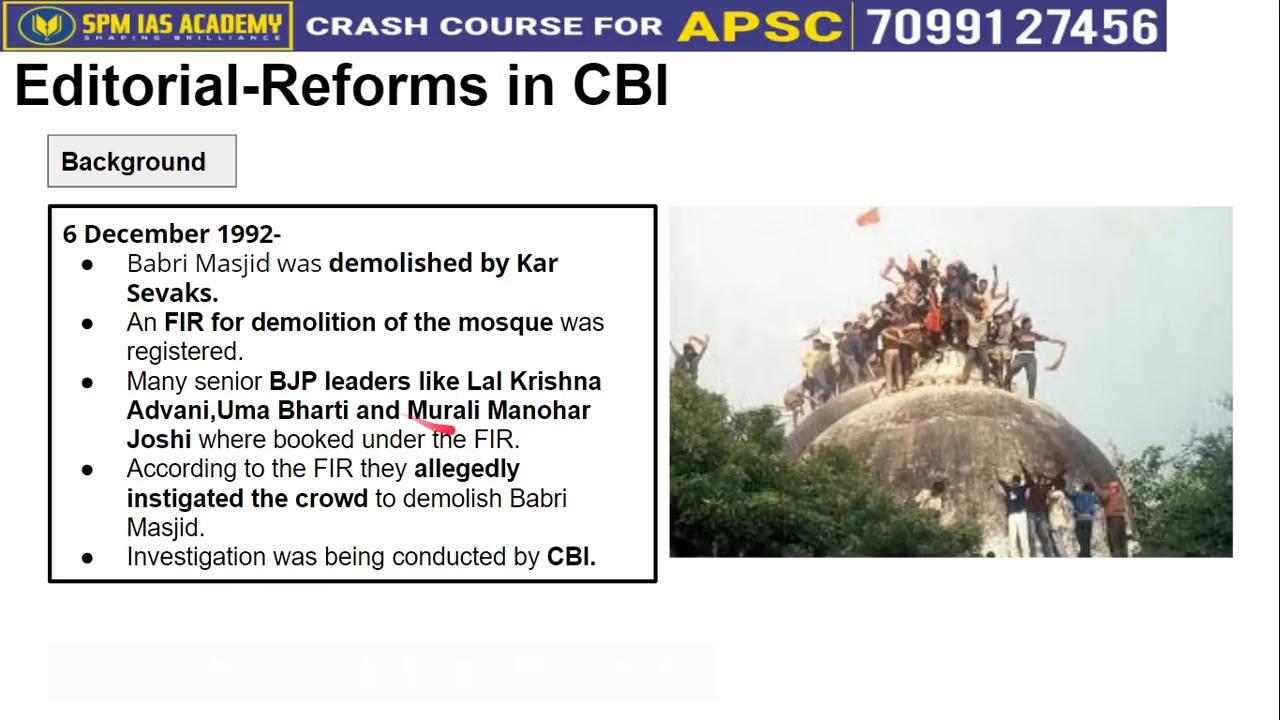 SPM IAS ACADEMY
SHAPING BRILLIANCE
CRASH COURSE FOR APSC 7099127456
Editorial-Reforms in CBI
Background
6 December 1992-
● Babri Masjid was demolished by Kar
Sevaks.
● An FIR for demolition of the mosque was
registered.
● Many senior BJP leaders like Lal Krishna
Advani,Uma Bharti and Murali Manohar
Joshi where booked under the FIR.
● According to the FIR they allegedly
instigated the crowd to demolish Babri
Masjid.
● Investigation was being conducted by CBI.